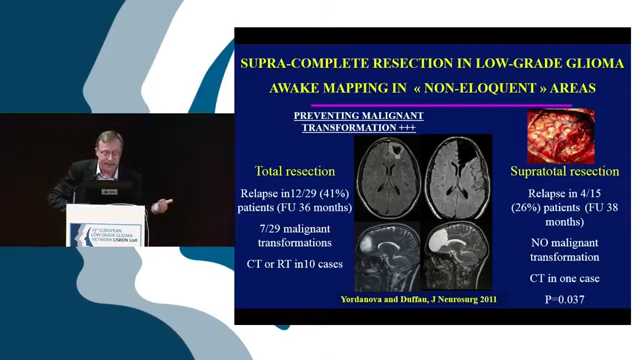 SUPRA-COMPLETE RESECTION IN LOW-GRADE GLIOMA
AWAKE MAPPING IN « NON-ELOQUENT » AREAS
PREVENTING MALIGNANT
TRANSFORMATION +++
Total resection
Relapse in12/29 (41%)
patients (FU 36 months)
7/29 malignant
transformations
CT or RT in10 cases
Supratotal resection
Relapse in 4/15
(26%) patients (FU 38
months)
NO malignant
transformation
CT in one case
P=0.037
Yordanova and Duffau, J Neurosurg 2011
EUROPEAN
LOW-GRADE GLIOMA
NETWORK LISBON 2018